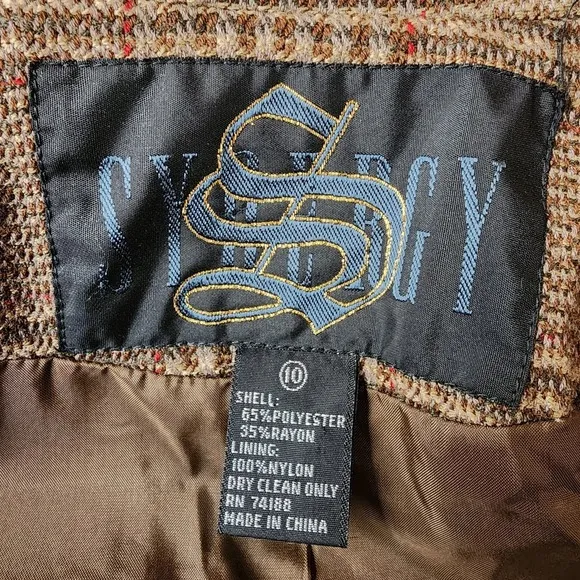 SYNERGY
S
10
SHELL:
65%POLYESTER
35%RAYON
LINING:
100%NYLON
DRY CLEAN ONLY
RN 74188
MADE IN CHINA